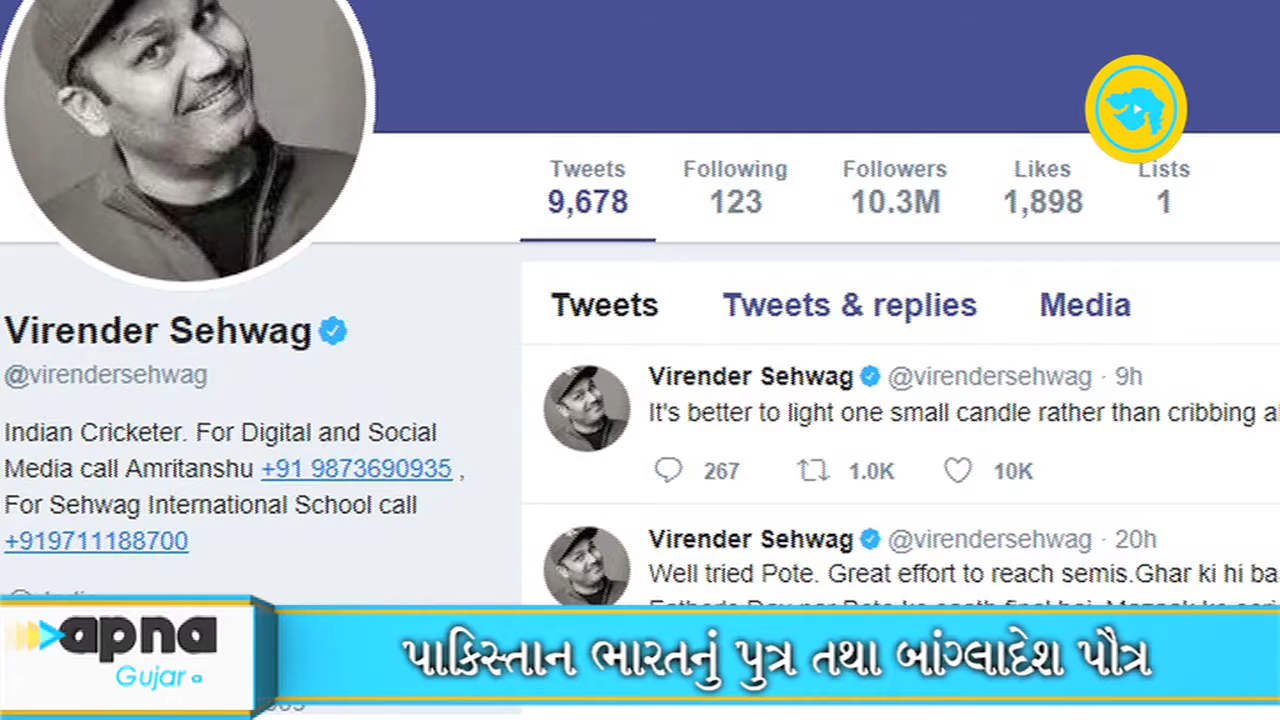 Tweets Following Followers Likes Lists
9,678 123 10.3M 1,898 1
Virender Sehwag
@virendersehwag
Indian Cricketer. For Digital and Social
Media call Amritanshu +91 9873690935 ,
For Sehwag International School call
+919711188700
Tweets Tweets & replies Media
Virender Sehwag @virendersehwag · 9h
It's better to light one small candle rather than cribbing
267 1.0K 10K
Virender Sehwag @virendersehwag · 20h
Well tried Pote. Great effort to reach semis.Ghar ki hi
apna
Gujar
પાકિસ્તાન ભારતનું પુત્ર તથા બાંગ્લાદેશ પૌત્ર